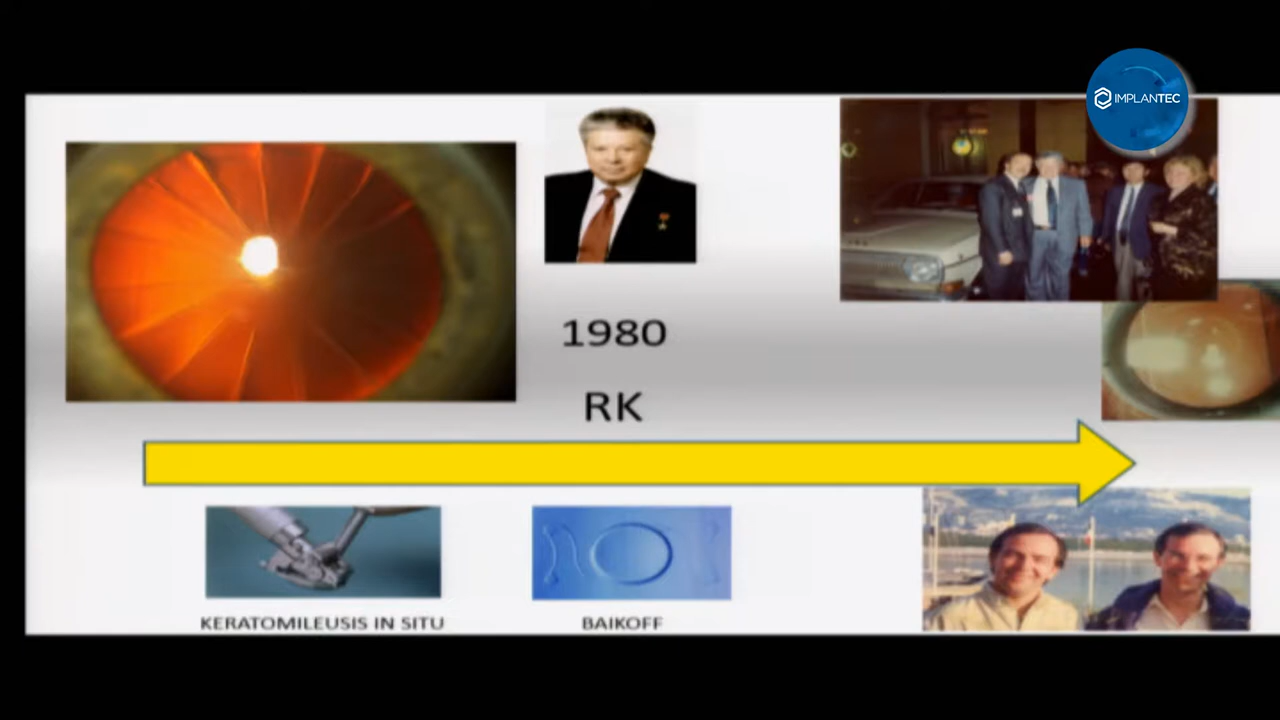 IMPLANTEC
1980
RK
KERATOMILEUSIS IN SITU
BAIKOFF